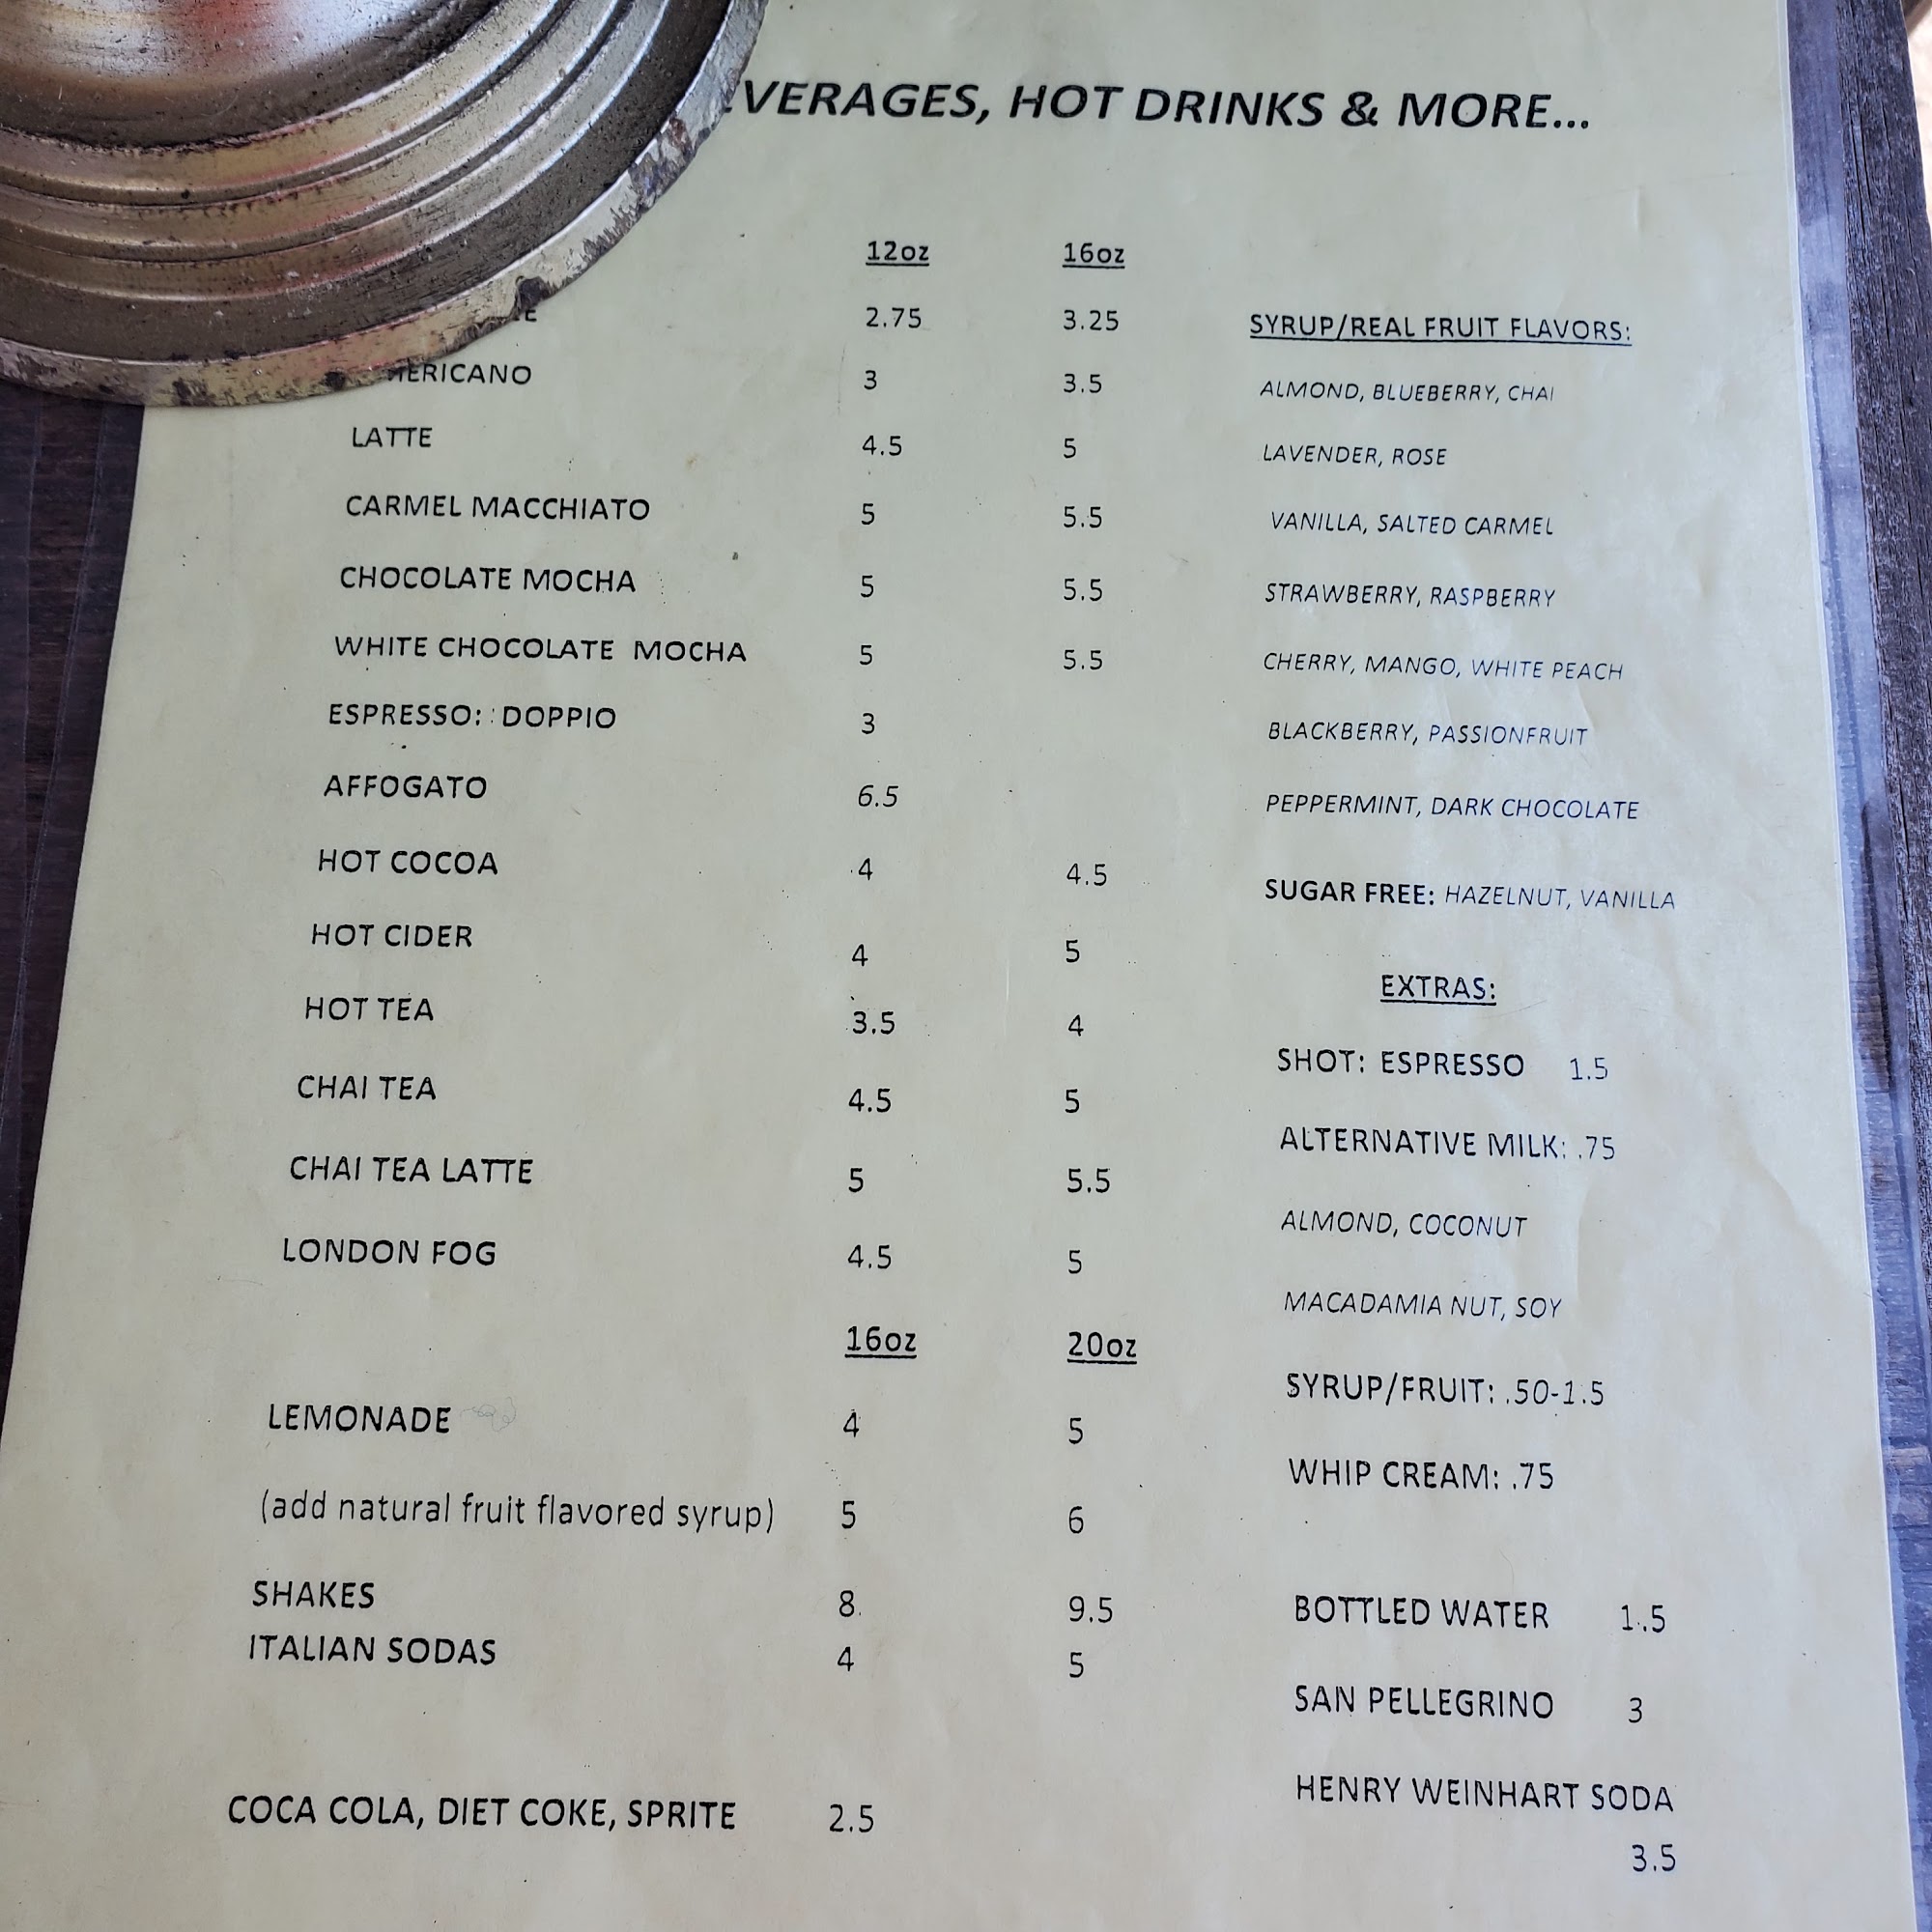 VERAGES, HOT DRINKS & MORE...
12oz 16oz
2.75 3.25
3 3.5
LATTE 4.5 5
CARMEL MACCHIATO 5 5.5
CHOCOLATE MOCHA 5 5.5
WHITE CHOCOLATE MOCHA 5 5.5
ESPRESSO: DOPPIO 3
AFFOGATO 6.5
HOT COCOA 4 4.5
HOT CIDER 4 5
HOT TEA 3.5 4
CHAI TEA 4.5 5
CHAI TEA LATTE 5 5.5
LONDON FOG 4.5 5
16oz 20oz
LEMONADE 4 5
(add natural fruit flavored syrup) 5 6
SHAKES 8 9.5
ITALIAN SODAS 4 5
COCA COLA, DIET COKE, SPRITE 2.5
SYRUP/REAL FRUIT FLAVORS:
ALMOND, BLUEBERRY, CHAI
LAVENDER, ROSE
VANILLA, SALTED CARMEL
STRAWBERRY, RASPBERRY
CHERRY, MANGO, WHITE PEACH
BLACKBERRY, PASSIONFRUIT
PEPPERMINT, DARK CHOCOLATE
SUGAR FREE: HAZELNUT, VANILLA
EXTRAS:
SHOT: ESPRESSO 1.5
ALTERNATIVE MILK: .75
ALMOND, COCONUT
MACADAMIA NUT, SOY
SYRUP/FRUIT: .50-1.5
WHIP CREAM: .75
BOTTLED WATER 1.5
SAN PELLEGRINO 3
HENRY WEINHART SODA
3.5